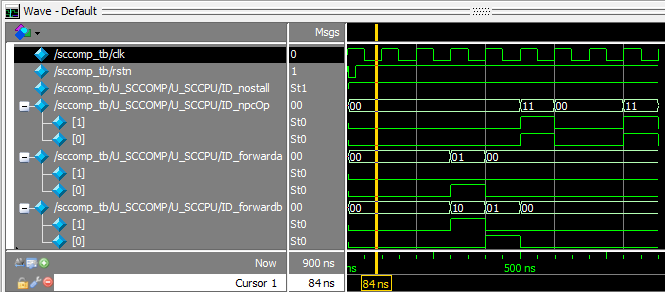 Wave - Default
Msgs
/sccomp_tb/clk 0
/sccomp_tb/rstn 1
/sccomp_tb/U_SCCOMP/U_SCCPU/ID_nostall St1
/sccomp_tb/U_SCCOMP/U_SCCPU/ID_npcOp 00 00 11 00 11
[1] St0
[0] St0
/sccomp_tb/U_SCCOMP/U_SCCPU/ID_forwarda 00 00 01 00
[1] St0
[0] St0
/sccomp_tb/U_SCCOMP/U_SCCPU/ID_forwardb 00 00 10 01 00
[1] St0
[0] St0
Now 900 ns ns 500 ns
Cursor 1 84 ns 84 ns